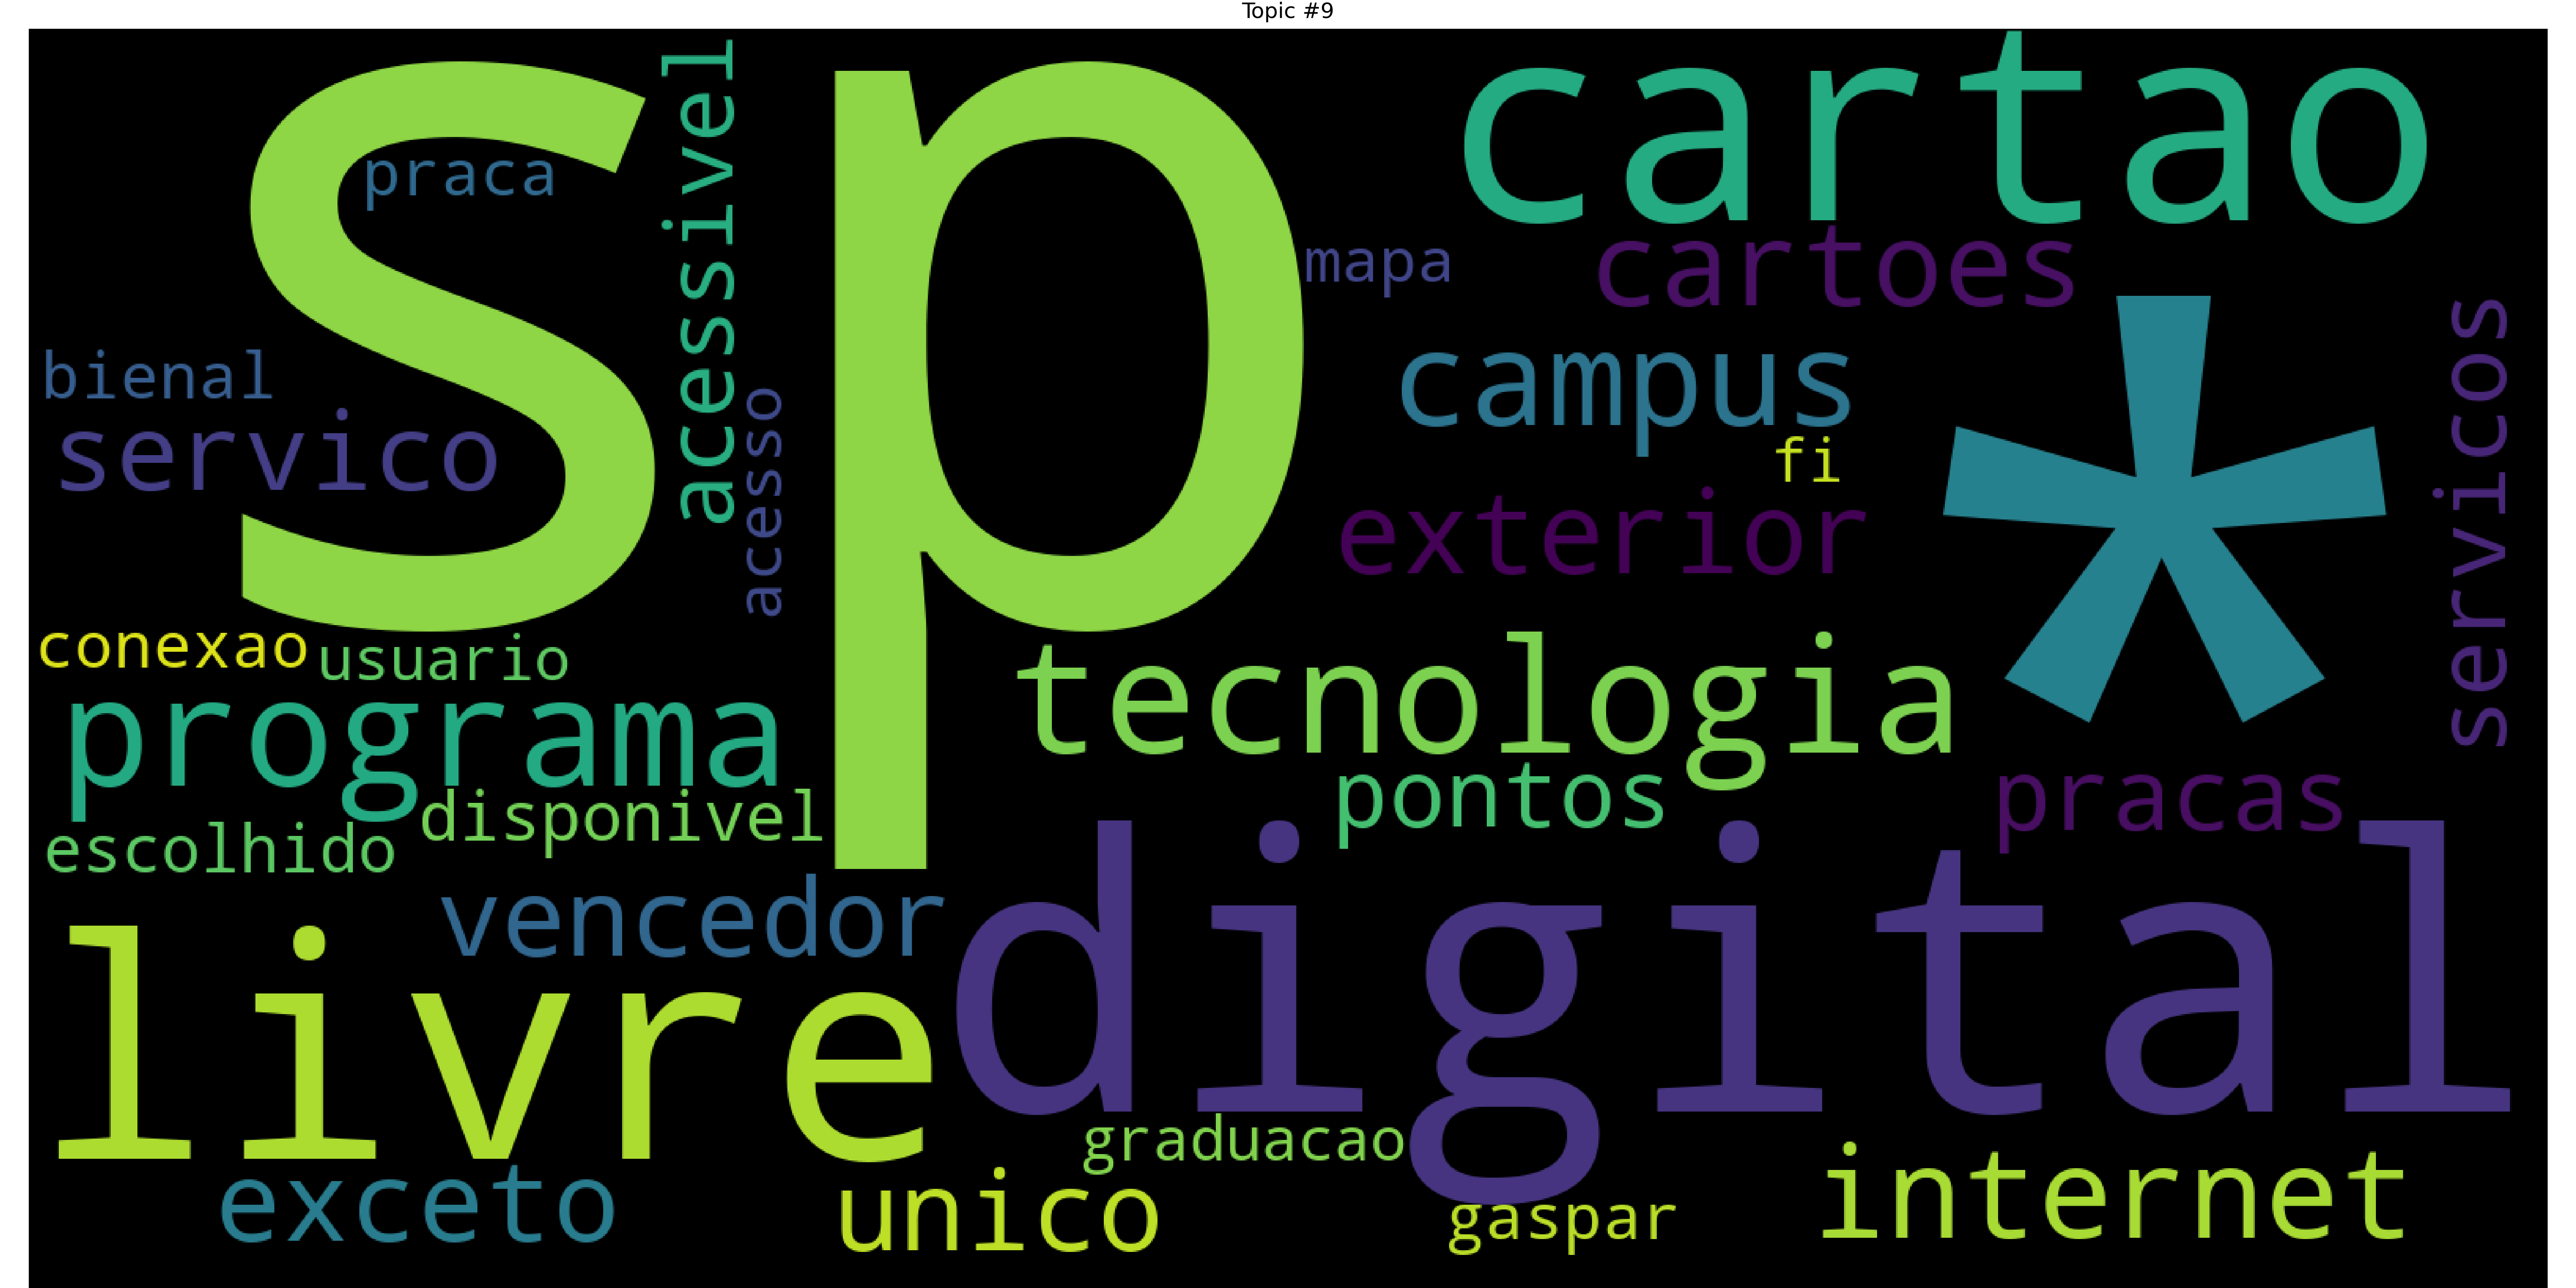 Topic #9
sp
cartao
accessivel
praca
mapa
cartoes
bienal
campus
*
servicos
servico
acesso
fi
exterior
conexao
usuario
programa
tecnologia
disponivel
pontos
pracas
escolhido
vencedor
digital
livre
graduacao
exceto
unico
gaspar
internet